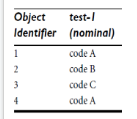 Object test-I
Identifier (nominal)
1 code A
2 code B
3 code C
4 code A